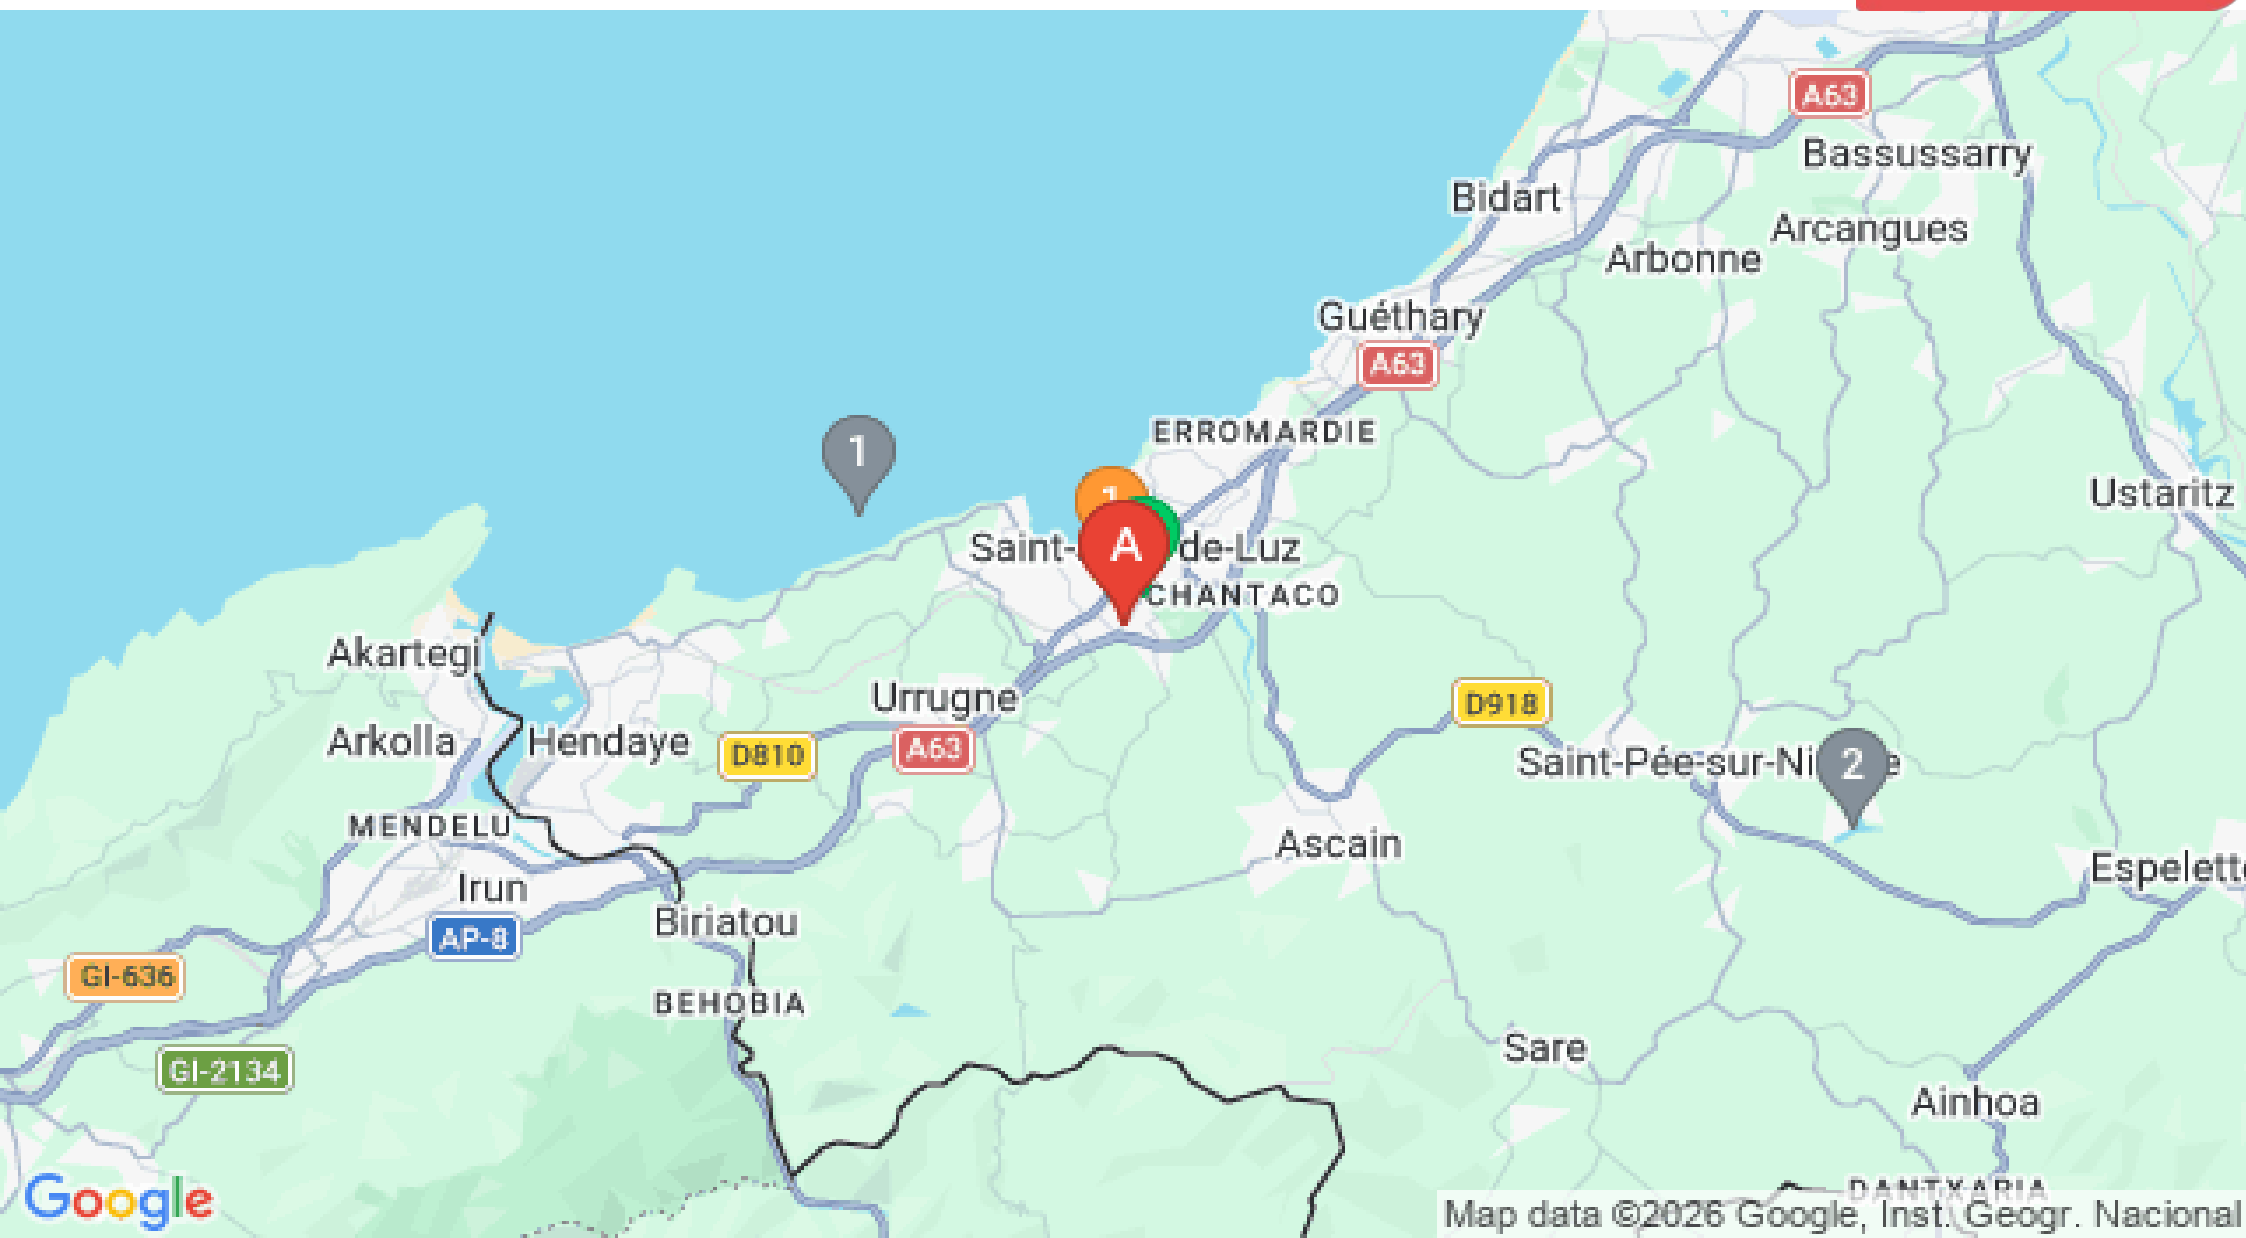 A63
Bassussarry
Bidart
Arcangues
Arbonne
Guéthary
A63
ERROMARDIE
1
1
Ustaritz
Saint-
A
de-Luz
CHANTACO
Akartegi
Urrugne
D918
Arkolla
Hendaye
D810
A63
Saint-Pée-sur-Ni
2
e
MENDELU
Ascain
Espelette
Irun
Biriatou
AP-8
GI-636
BEHOBIA
Sare
GI-2134
Ainhoa
DANTXARIA
Google
Map data ©2026 Google, Inst. Geogr. Nacional